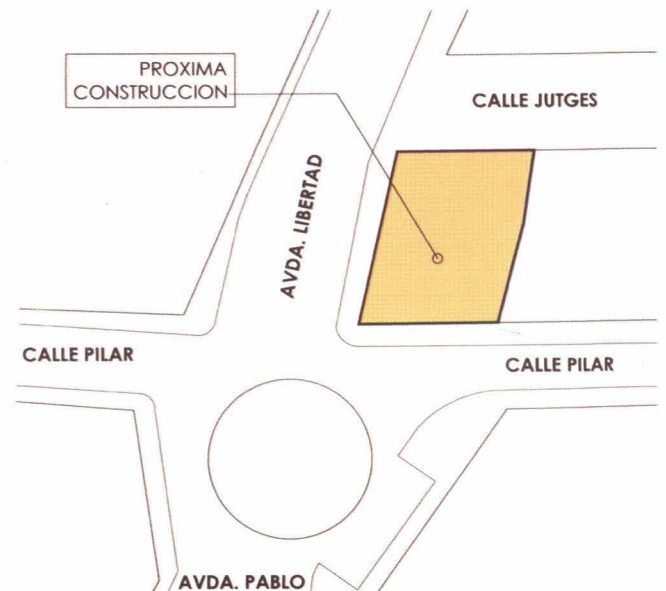 PROXIMA
CONSTRUCCION
CALLE JUTGES
AVDA. LIBERTAD
CALLE PILAR
CALLE PILAR
AVDA. PABLO